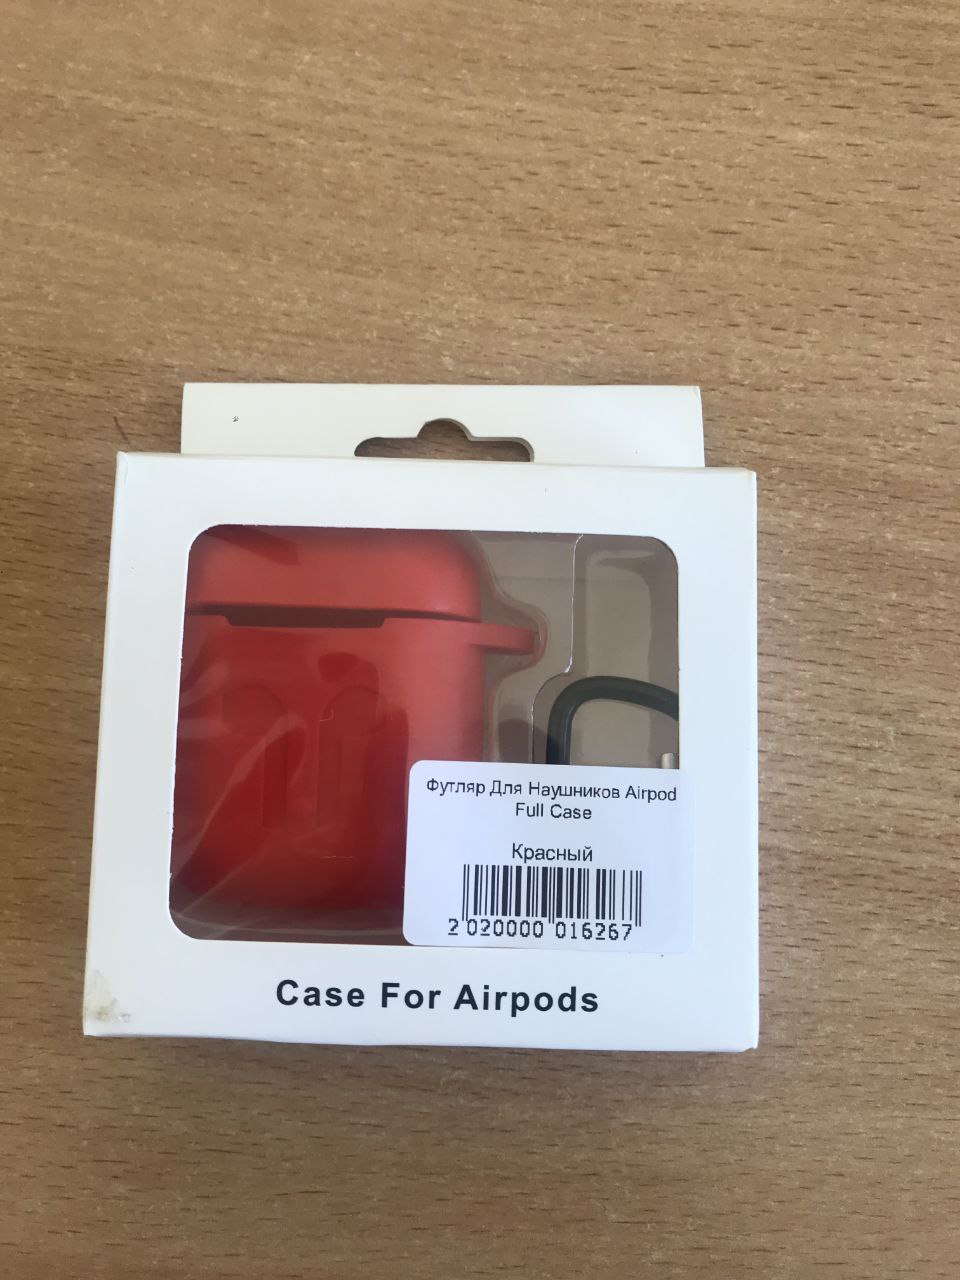 Футляр Для Наушников Airpod
Full Case
Красный
2 020000 016267
Case For Airpods